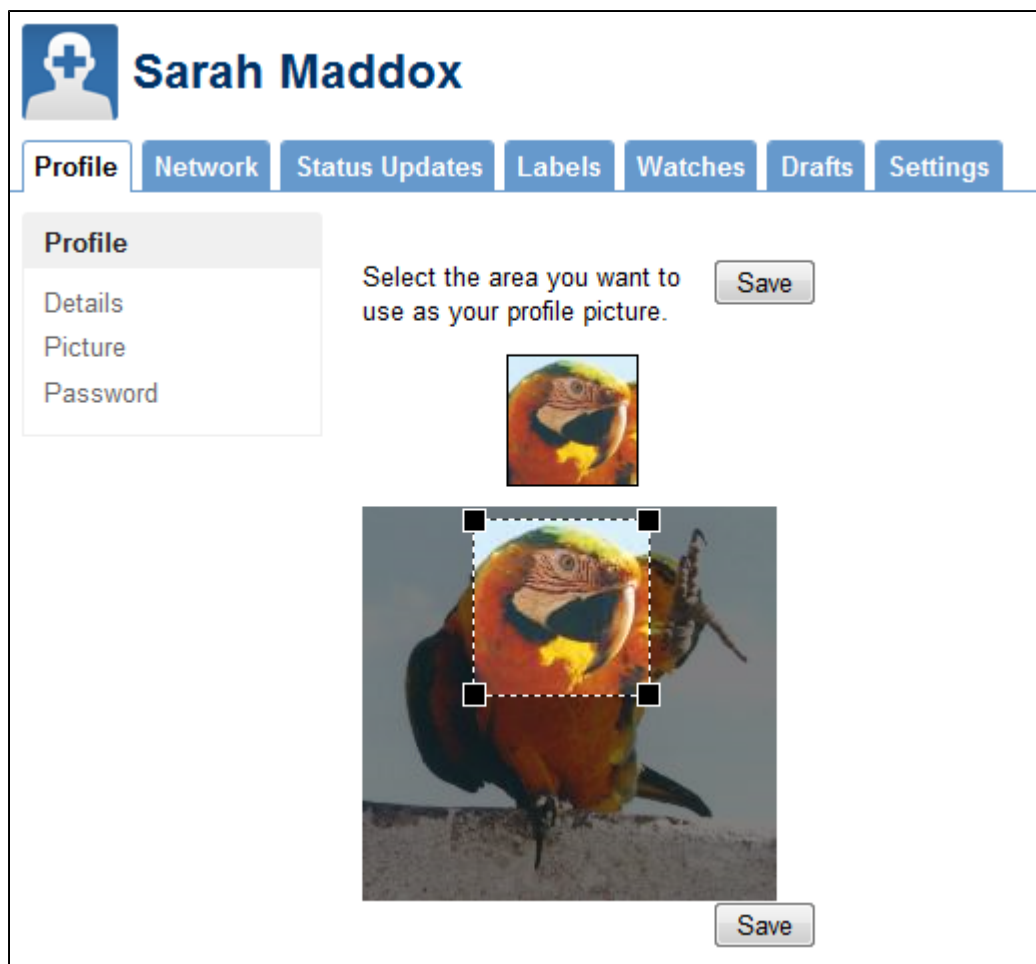 Sarah Maddox
Profile Network Status Updates Labels Watches Drafts Settings
Profile
Details
Picture
Password
Select the area you want to
use as your profile picture.
Save
Save